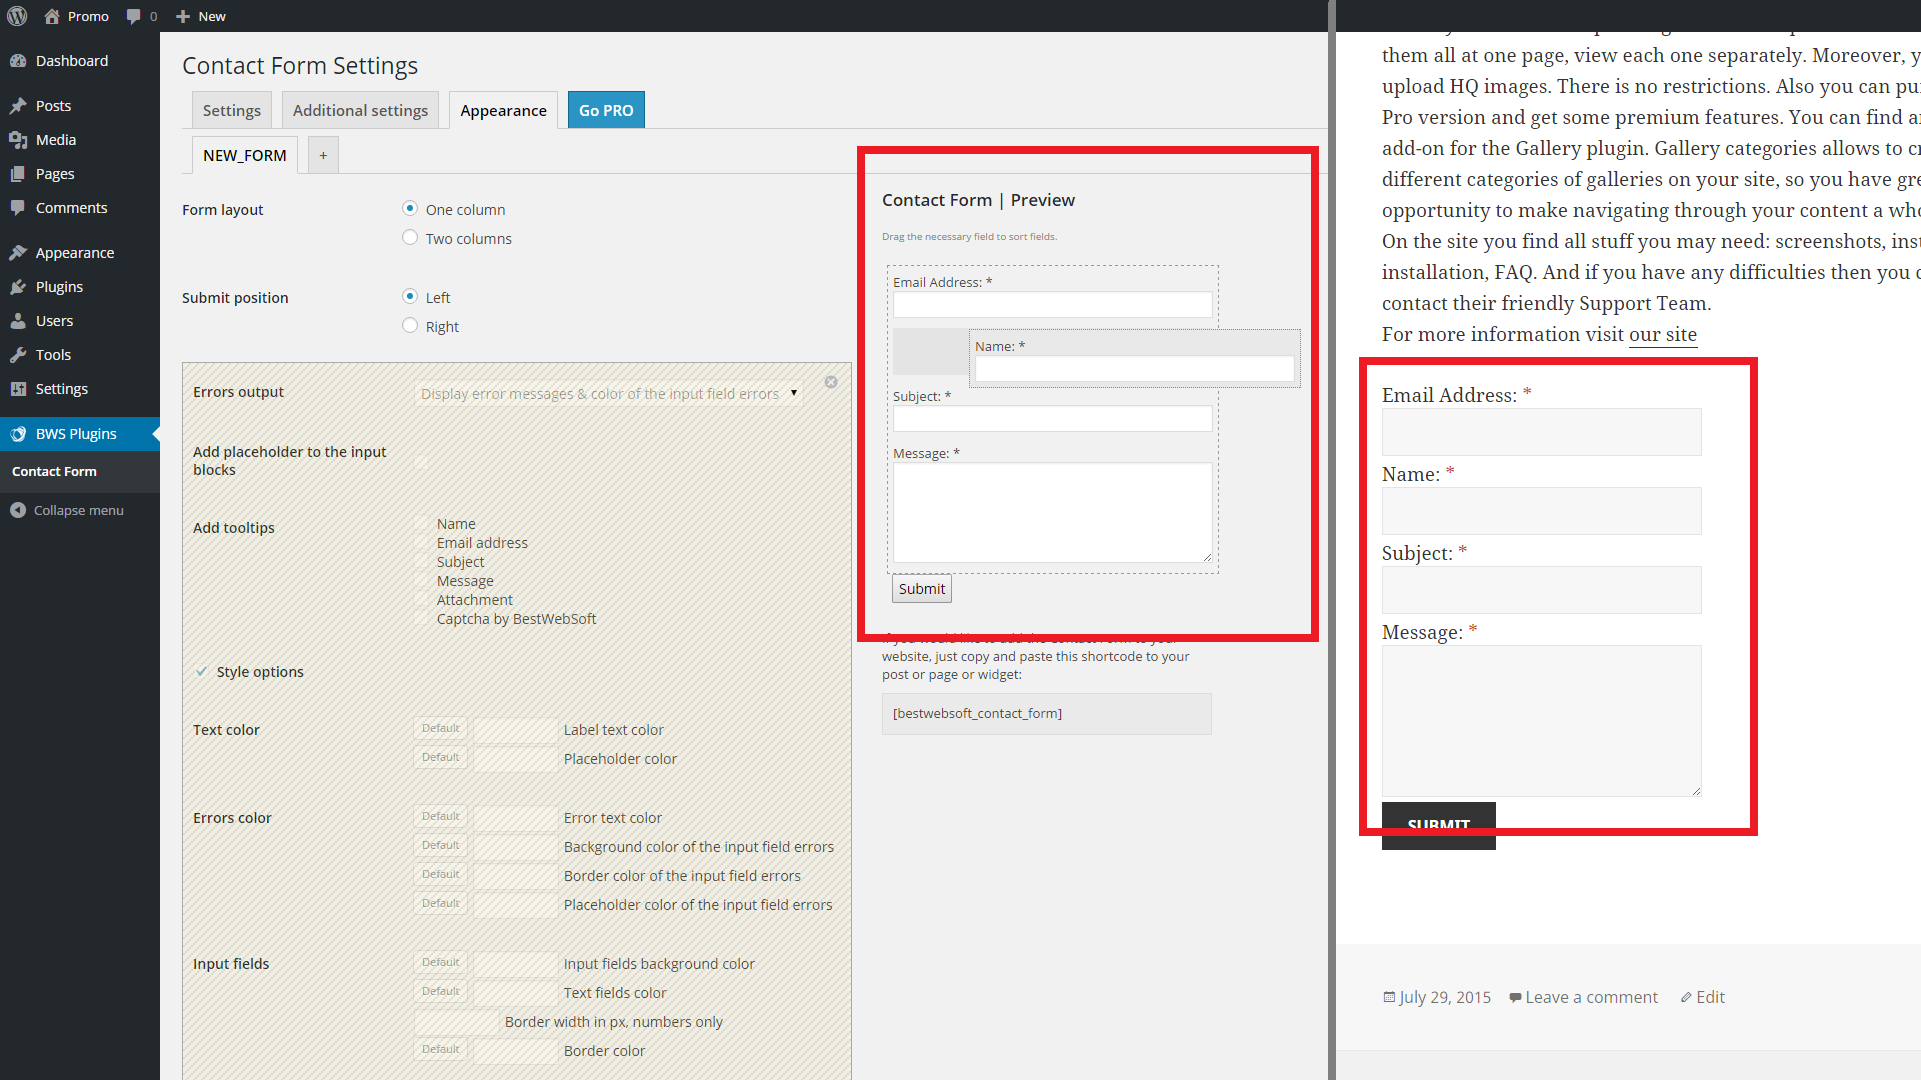 Promo
0
New
Dashboard
Posts
Media
Pages
Comments
Appearance
Plugins
Users
Tools
Settings
BWS Plugins
Contact Form
Collapse menu
Contact Form Settings
Settings
Additional settings
Appearance
Go PRO
NEW_FORM
+
Form layout
One column
Two columns
Submit position
Left
Right
Errors output
Display error messages & color of the input field errors
Add placeholder to the input
blocks
Add tooltips
Name
Email address
Subject
Message
Attachment
Captcha by BestWebSoft
Style options
Text color
Default
Label text color
Default
Placeholder color
Errors color
Default
Error text color
Default
Background color of the input field errors
Default
Border color of the input field errors
Default
Placeholder color of the input field errors
Input fields
Default
Input fields background color
Default
Text fields color
Border width in px, numbers only
Default
Border color
Contact Form | Preview
Drag the necessary field to sort fields.
Email Address: *
Name: *
Subject: *
Message: *
Submit
If you would like to add the Contact Form to your
website, just copy and paste this shortcode to your
post or page or widget:
[bestwebsoft_contact_form]
them all at one page, view each one separately. Moreover,
upload HQ images. There is no restrictions. Also you can
Pro version and get some premium features. You can find
add-on for the Gallery plugin. Gallery categories allows to
different categories of galleries on your site, so you have
opportunity to make navigating through your content a
On the site you find all stuff you may need: screenshots,
installation, FAQ. And if you have any difficulties then you
contact their friendly Support Team.
For more information visit our site
Email Address: *
Name: *
Subject: *
Message: *
SUBMIT
July 29, 2015
Leave a comment
Edit